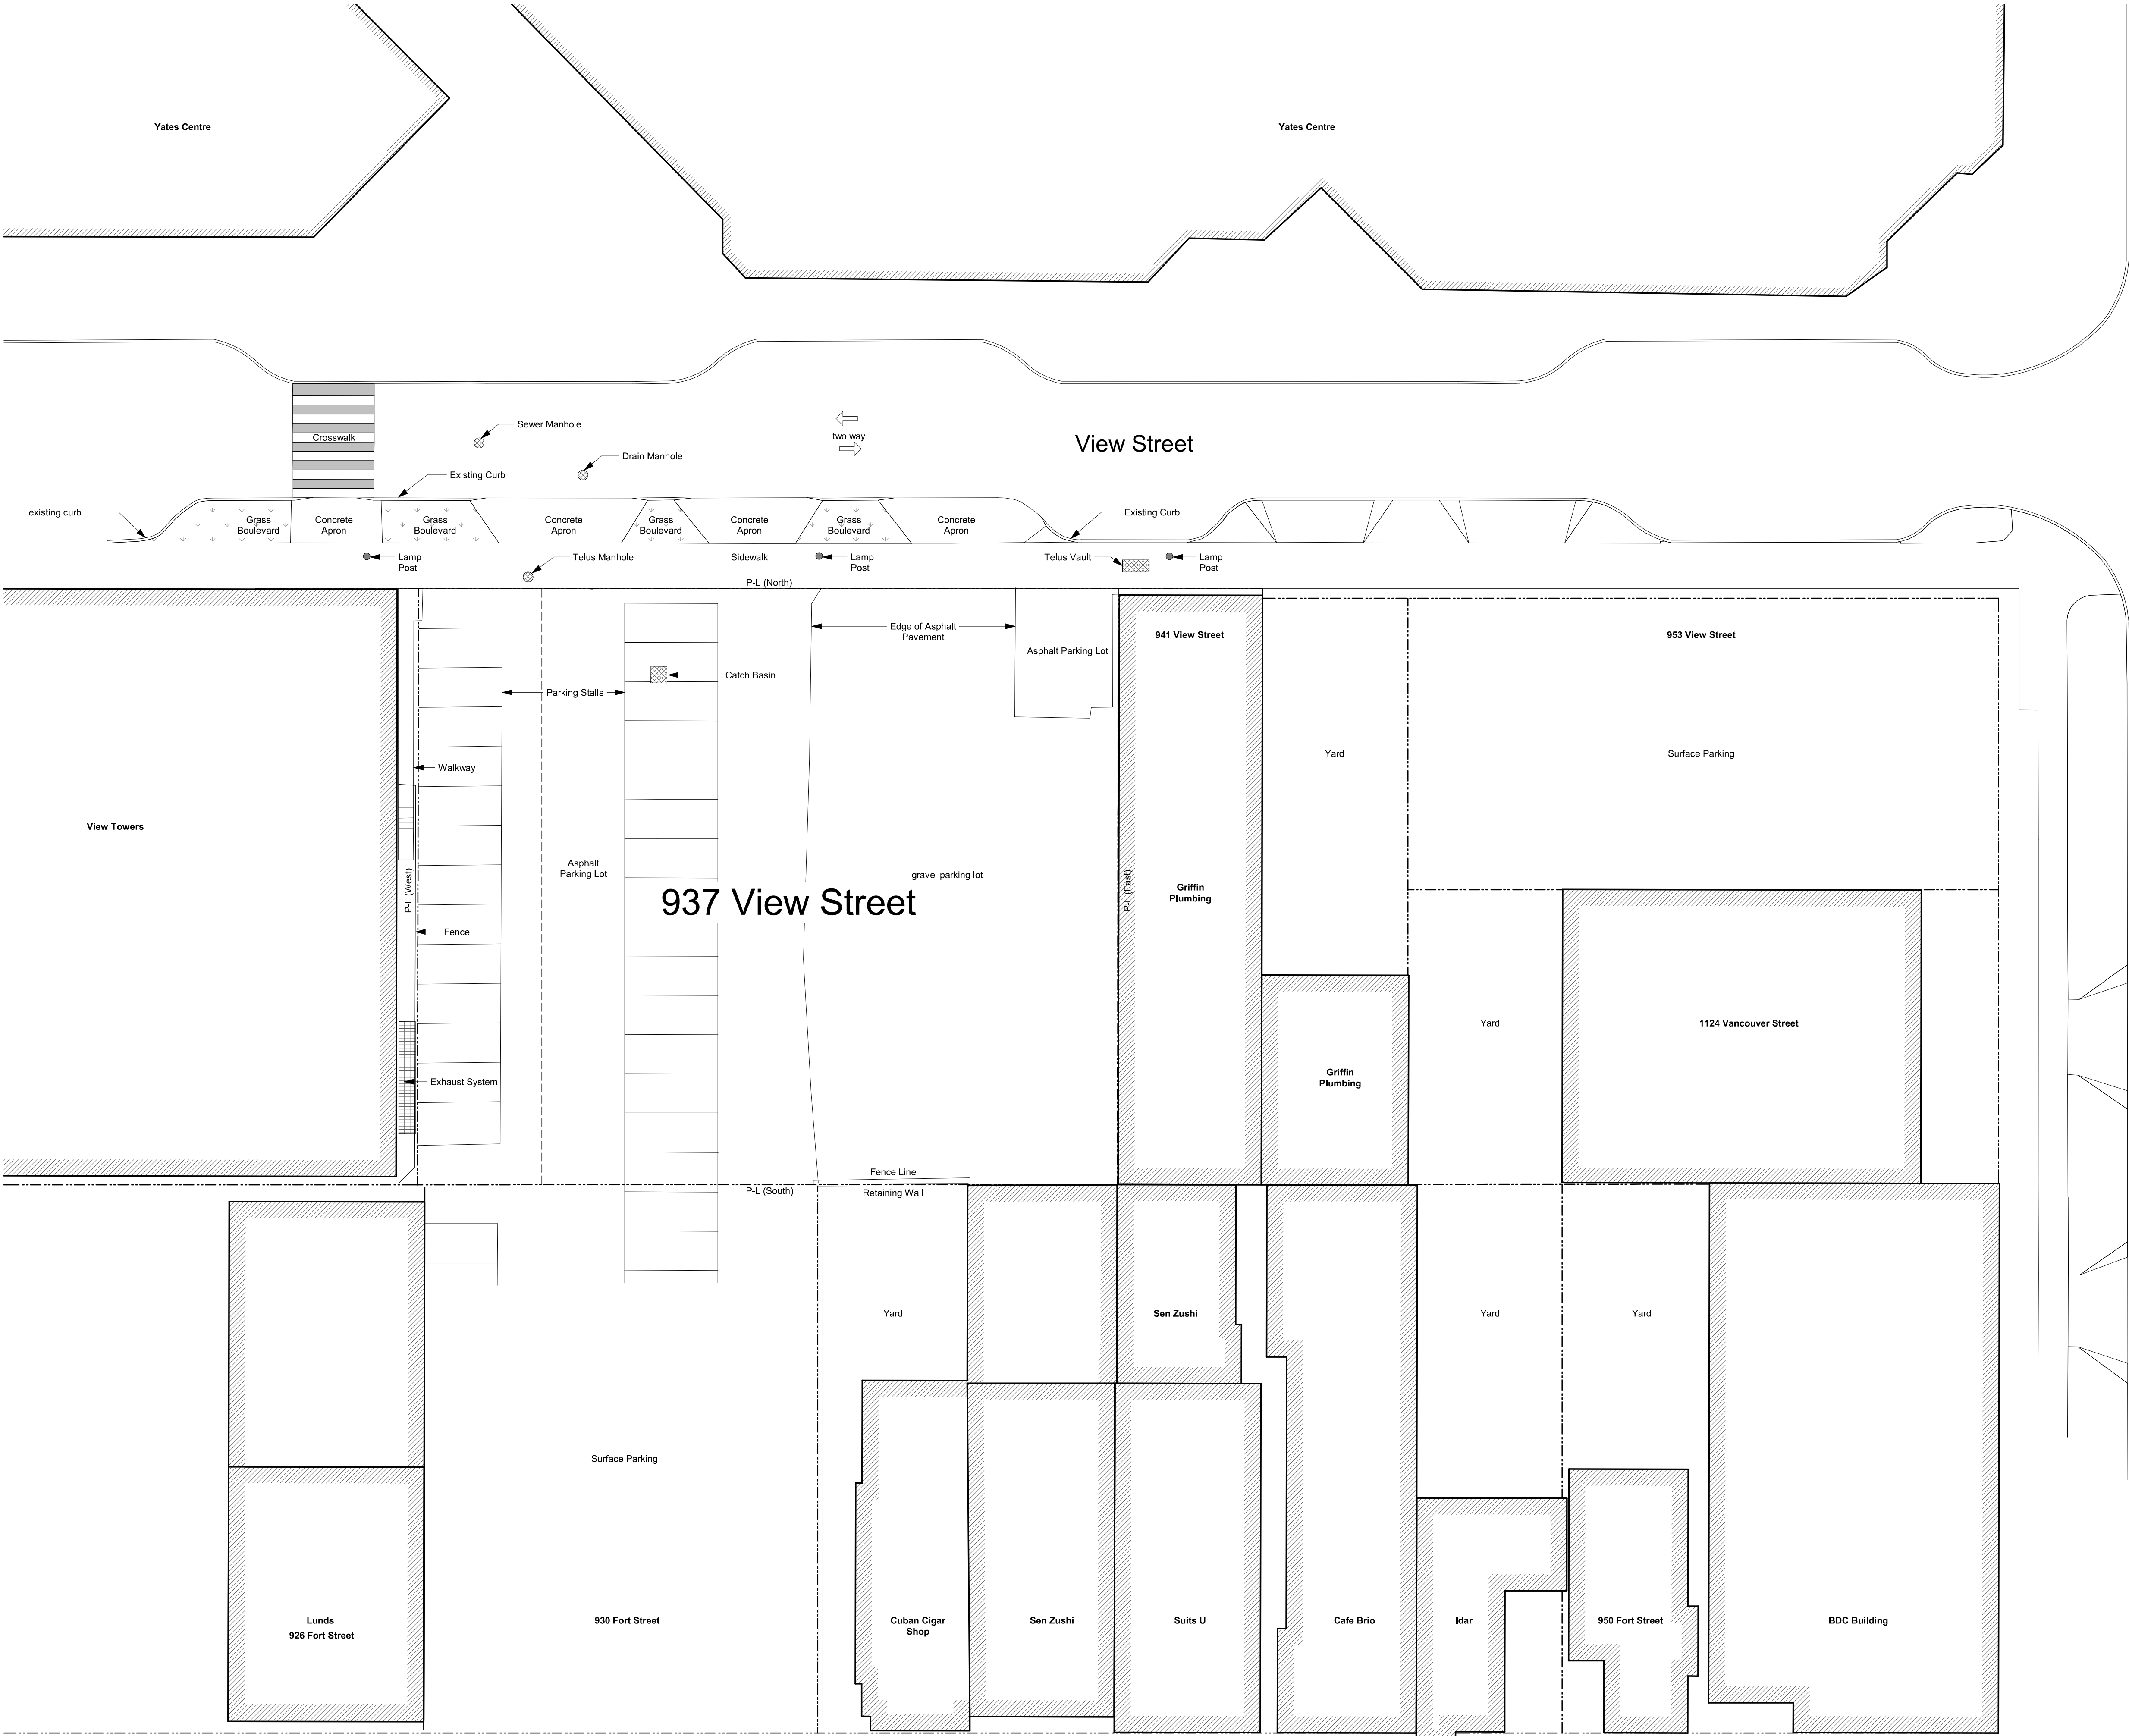 Yates Centre
Yates Centre
Crosswalk
Sewer Manhole
Drain Manhole
Existing Curb
two way
View Street
existing curb
Grass
Boulevard
Concrete
Apron
Grass
Boulevard
Concrete
Apron
Grass
Boulevard
Concrete
Apron
Grass
Boulevard
Concrete
Apron
Existing Curb
Lamp
Post
Telus Manhole
Sidewalk
Lamp
Post
Telus Vault
Lamp
Post
P-L (North)
Edge of Asphalt
Pavement
Asphalt Parking Lot
941 View Street
953 View Street
Catch Basin
Parking Stalls
Walkway
Yard
Surface Parking
View Towers
Asphalt
Parking Lot
P-L (West)
937 View Street
gravel parking lot
P-L (East)
Griffin
Plumbing
Fence
Exhaust System
Griffin
Plumbing
Yard
1124 Vancouver Street
Fence Line
P-L (South)
Retaining Wall
Yard
Sen Zushi
Yard
Yard
Surface Parking
Lunds
926 Fort Street
930 Fort Street
Cuban Cigar
Shop
Sen Zushi
Suits U
Cafe Brio
Idar
950 Fort Street
BDC Building